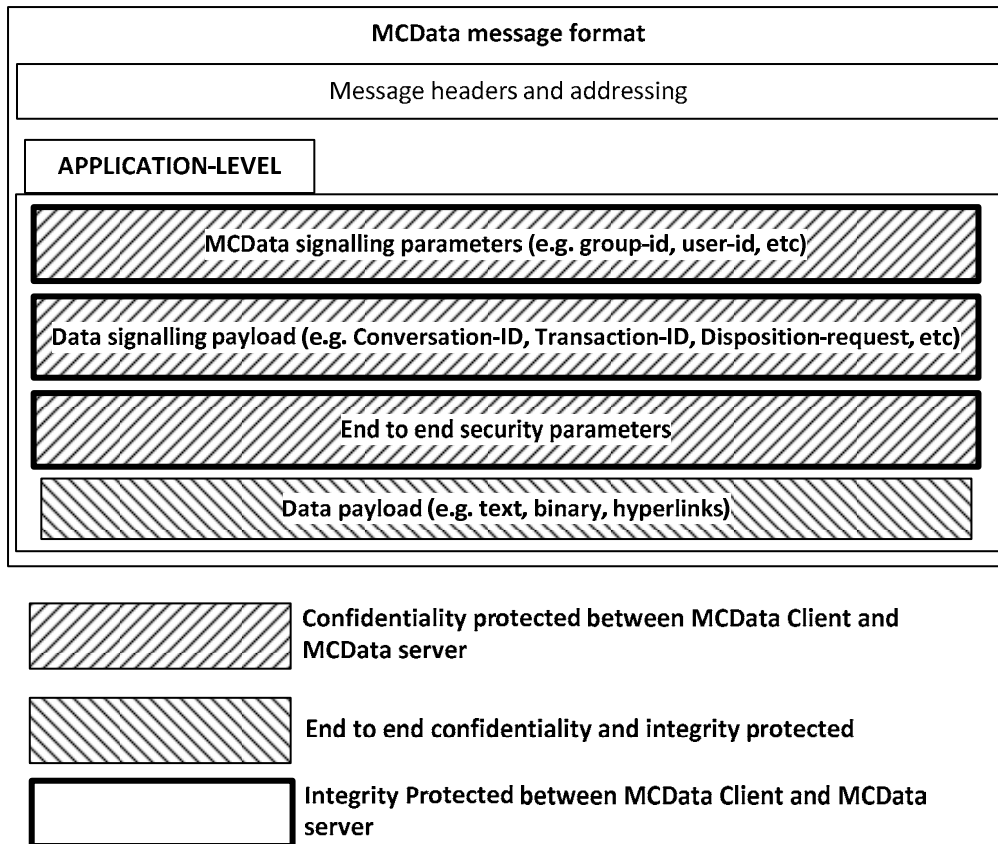 MCData message format
Message headers and addressing
APPLICATION-LEVEL
MCData signalling parameters (e.g. group-id, user-id, etc)
Data signalling payload (e.g. Conversation-ID, Transaction-ID, Disposition-request, etc)
End to end security parameters
Data payload (e.g. text, binary, hyperlinks)
Confidentiality protected between MCData Client and
MCData server
End to end confidentiality and integrity protected
Integrity Protected between MCData Client and MCData
server